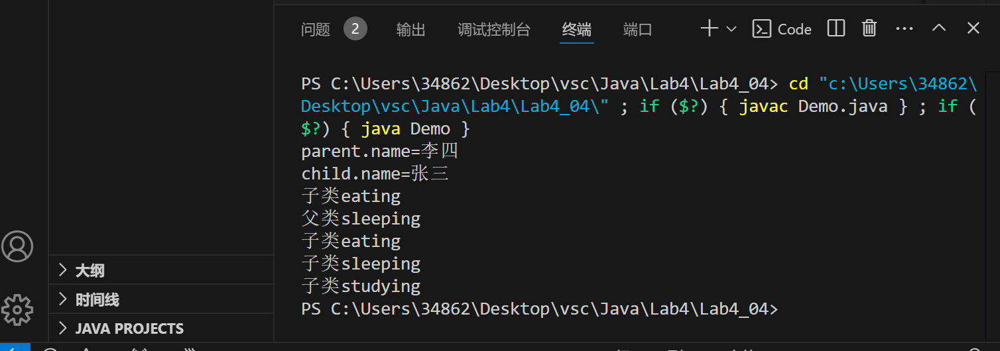 问题 2 输出 调试控制台 终端 端口 Code
PS C:\Users\34862\Desktop\vsc\Java\Lab4\Lab4_04> cd "c:\Users\34862\
Desktop\vsc\Java\Lab4\Lab4_04\" ; if ($?) { javac Demo.java } ; if (
$?) { java Demo }
parent.name=李四
child.name=张三
子类eating
父类sleeping
子类eating
子类sleeping
子类studying
PS C:\Users\34862\Desktop\vsc\Java\Lab4\Lab4_04>
大纲
时间线
JAVA PROJECTS